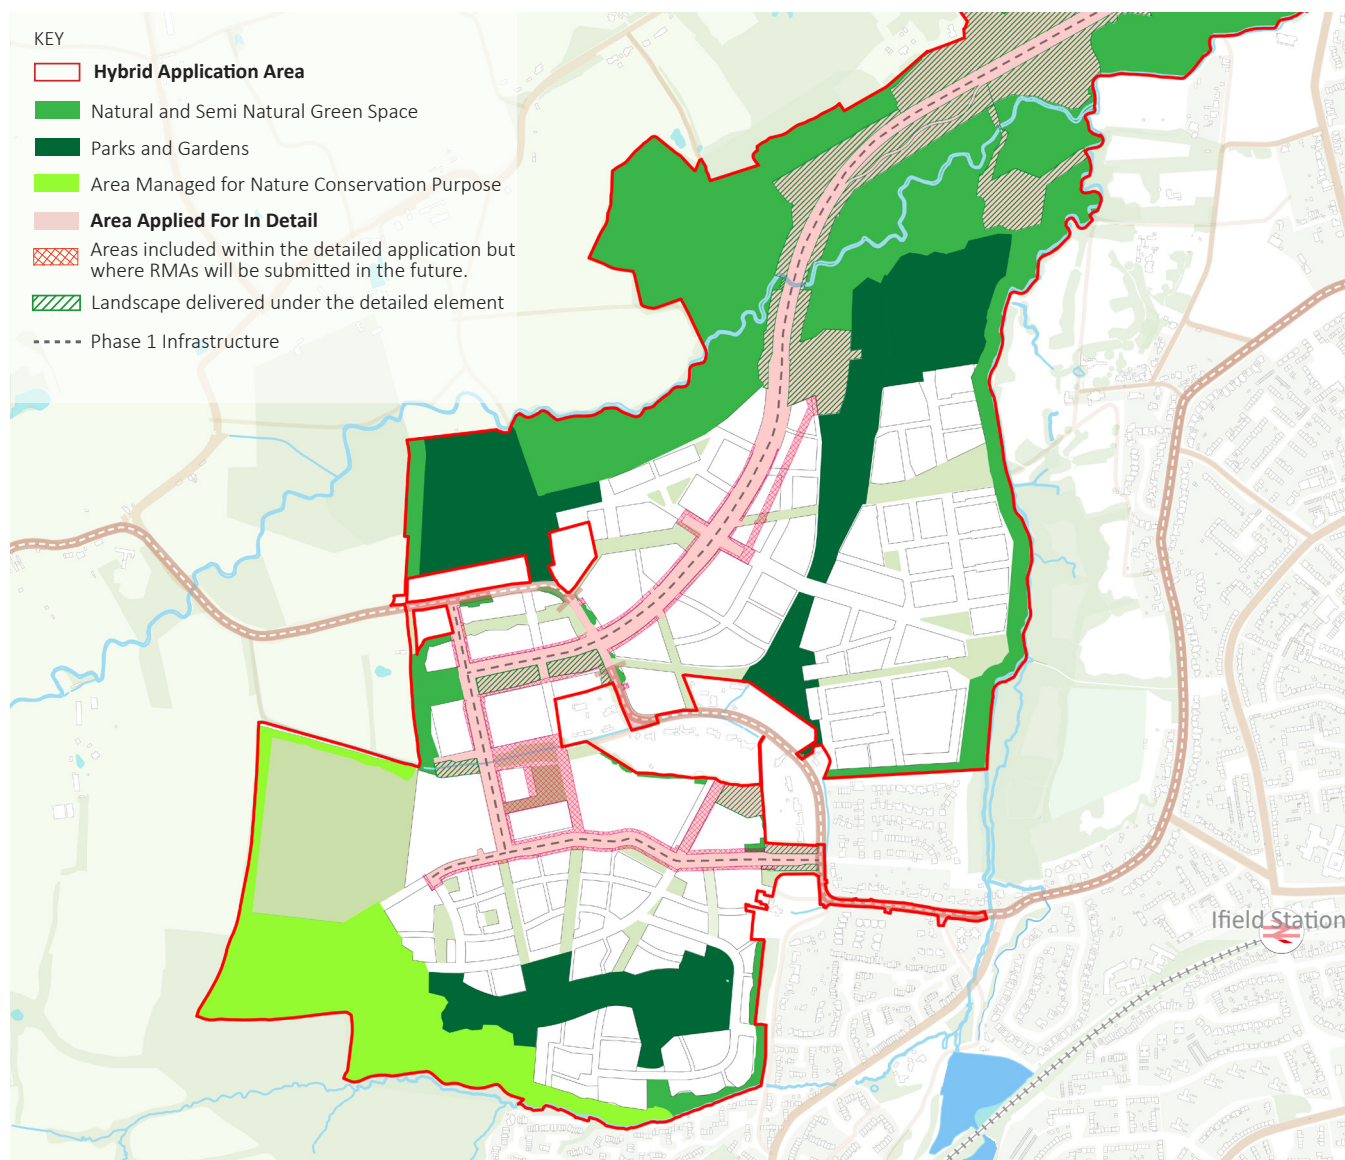 KEY
Hybrid Application Area
Natural and Semi Natural Green Space
Parks and Gardens
Area Managed for Nature Conservation Purpose
Area Applied For In Detail
Areas included within the detailed application but
where RMAs will be submitted in the future.
Landscape delivered under the detailed element
Phase 1 Infrastructure
Ifield Station